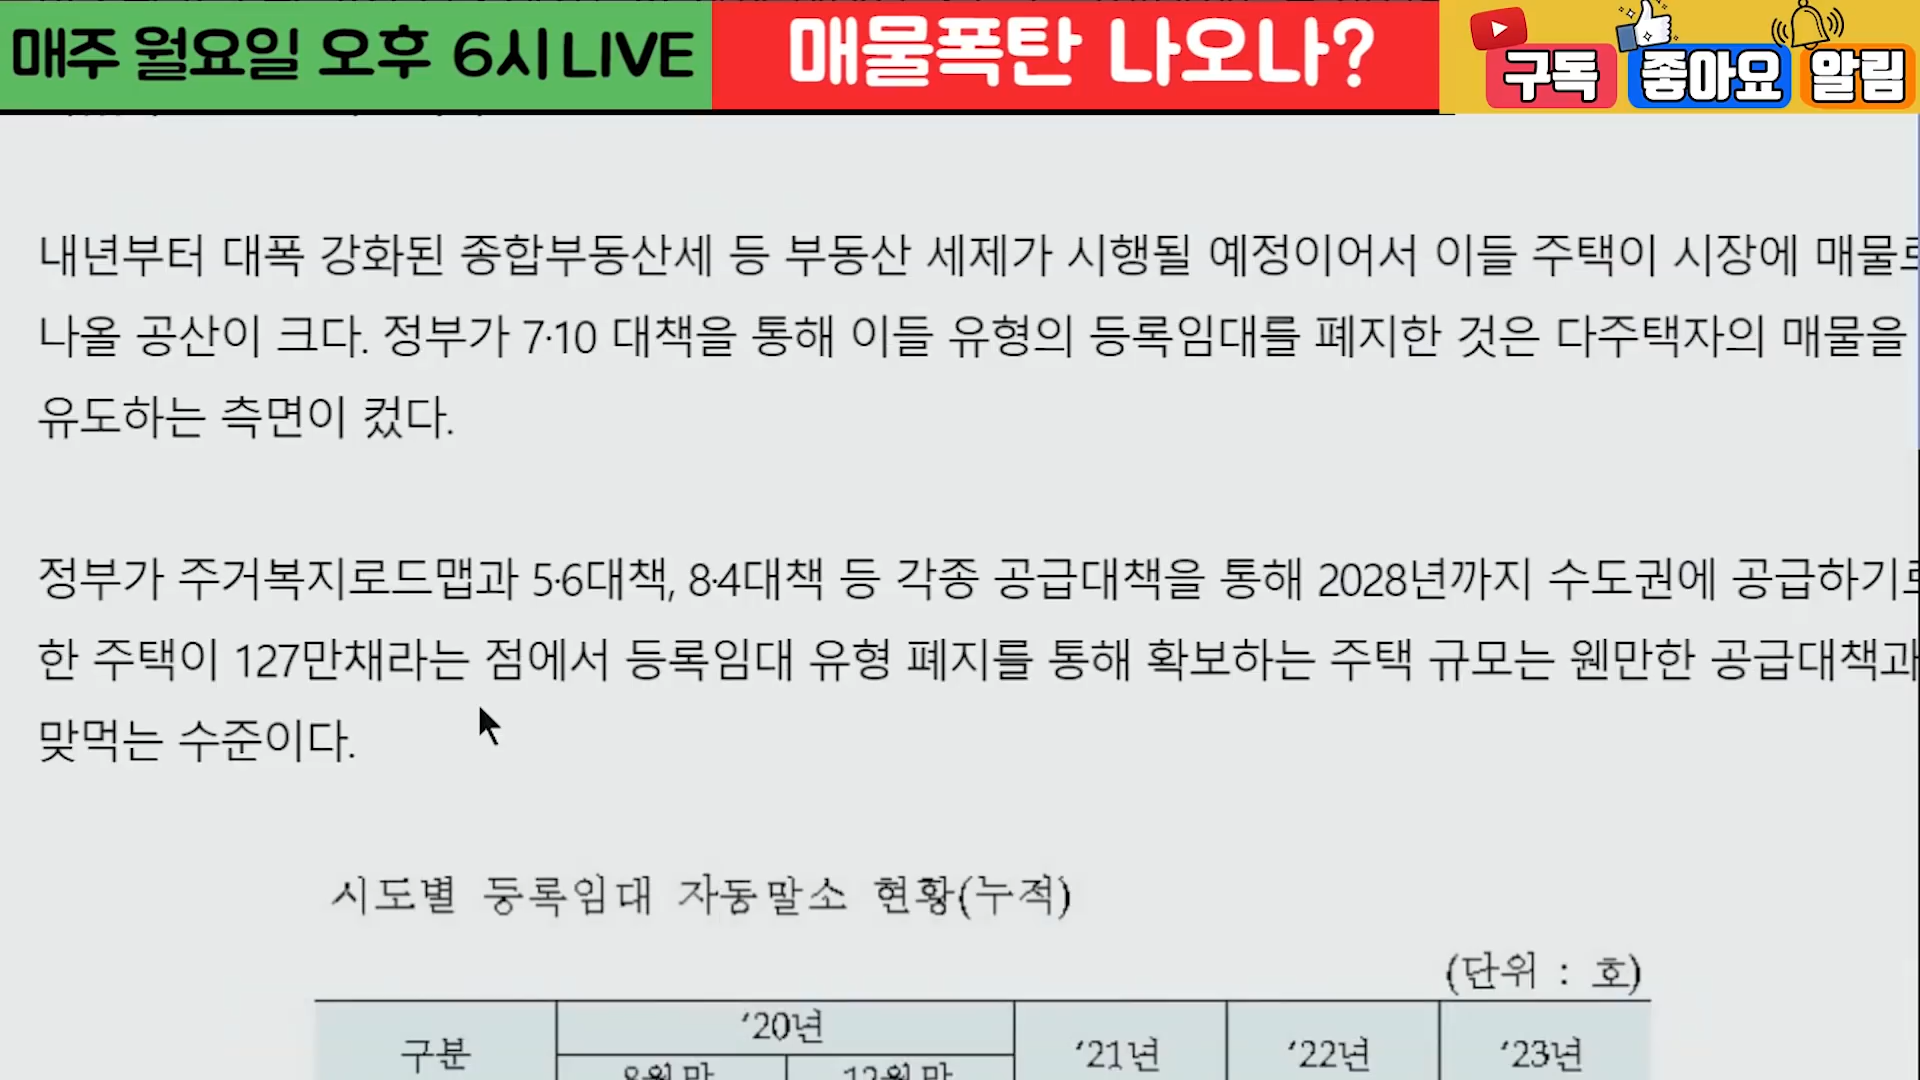 매주 월요일 오후 6시 LIVE
매물폭탄 나오나?
구독 좋아요 알림
내년부터 대폭 강화된 종합부동산세 등 부동산 세제가 시행될 예정이어서 이들 주택이 시장에 매물로
나올 공산이 크다. 정부가 7·10 대책을 통해 이들 유형의 등록임대를 폐지한 것은 다주택자의 매물을
유도하는 측면이 컸다.
정부가 주거복지로드맵과 5·6대책, 8·4대책 등 각종 공급대책을 통해 2028년까지 수도권에 공급하기로
한 주택이 127만채라는 점에서 등록임대 유형 폐지를 통해 확보하는 주택 규모는 웬만한 공급대책과
맞먹는 수준이다.
시도별 등록임대 자동말소 현황(누적)
(단위 : 호)
구분 ‘20년 ‘21년 ‘22년 ‘23년
8월말 12월말